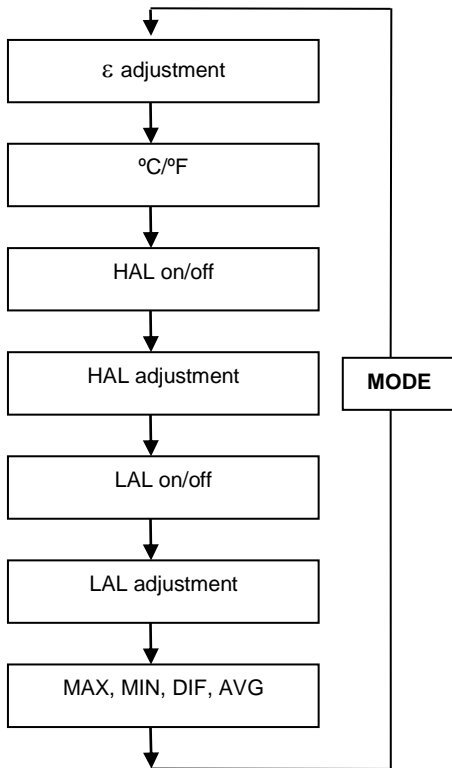 ε adjustment
ºC/ºF
HAL on/off
HAL adjustment
MODE
LAL on/off
LAL adjustment
MAX, MIN, DIF, AVG